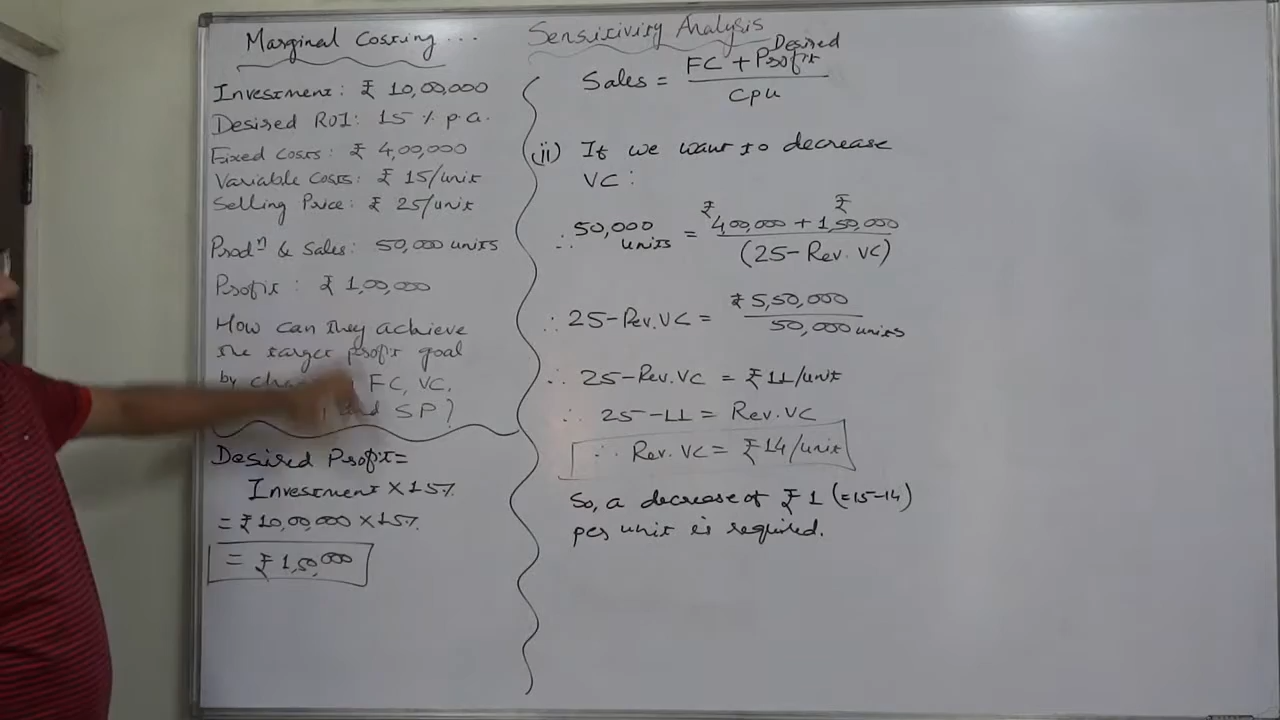 Marginal Costing...
Investment: ₹ 10,00,000
Desired ROI: 15 % p.a.
Fixed Costs: ₹ 4,00,000
Variable Costs: ₹ 15/unit
Selling Price: ₹ 25/unit
Prodⁿ & Sales: 50,000 units
Profit: ₹ 1,00,000
How can they achieve
the target profit goal
by FC, VC,
SP?
Desired Profit=
Investment × 15%
= ₹ 10,00,000 × 15%
= ₹ 1,50,000
Sensitivity Analysis
Desired
Sales = FC + Profit
Cpu
(ii) If we want to decrease
VC:
∴ 50,000 units = ₹ 4,00,000 + ₹ 1,50,000
(25 - Rev. VC)
∴ 25-Rev.VC = ₹ 5,50,000
50,000 units
∴ 25-Rev.VC = ₹ 11/unit
∴ 25-11 = Rev.VC
∴ Rev. VC = ₹ 14/unit
So, a decrease of ₹ 1 (=15-14)
per unit is required.